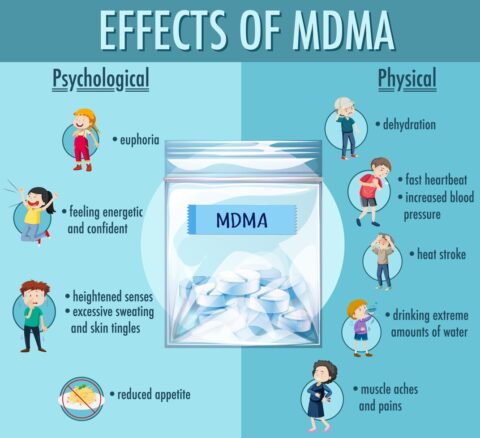 EFFECTS OF MDMA
Psychological
• euphoria
• feeling energetic
and confident
• heightened senses
• excessive sweating
and skin tingles
• reduced appetite
MDMA
Physical
• dehydration
• fast heartbeat
• increased blood
pressure
• heat stroke
• drinking extreme
amounts of water
• muscle aches
and pains